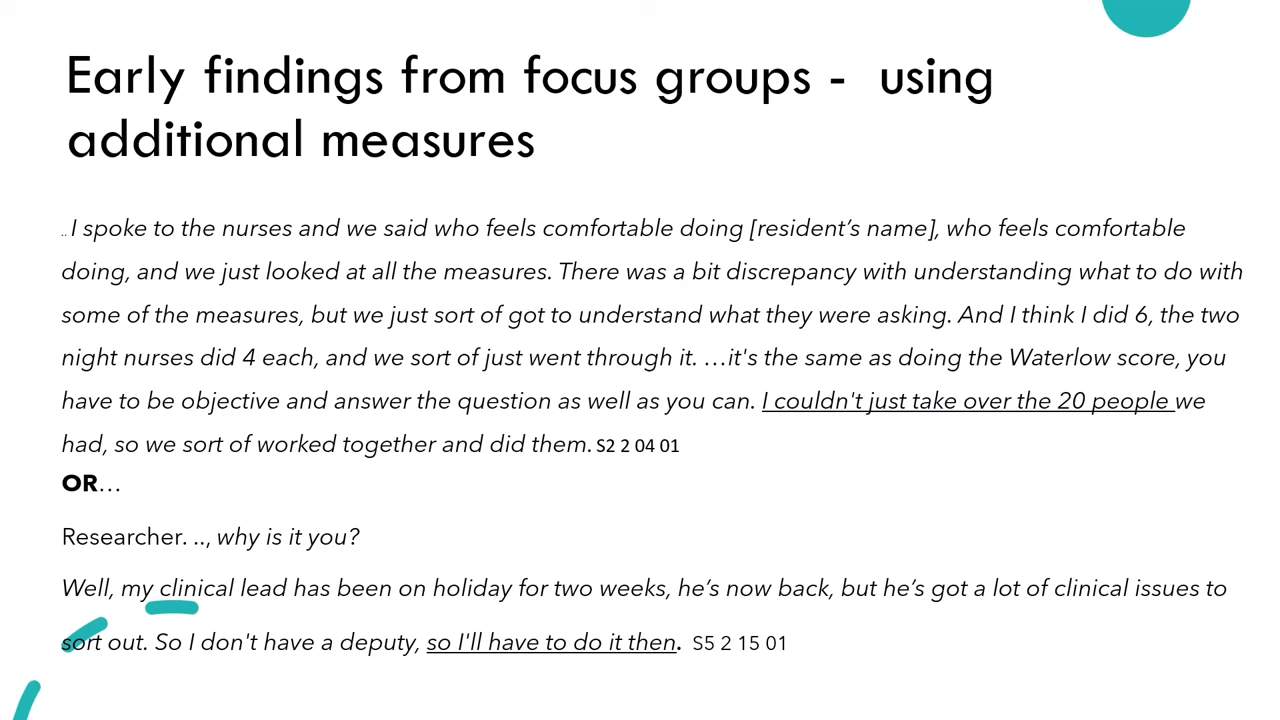 Early findings from focus groups -  using
additional measures
.. I spoke to the nurses and we said who feels comfortable doing [resident’s name], who feels comfortable
doing, and we just looked at all the measures. There was a bit discrepancy with understanding what to do with
some of the measures, but we just sort of got to understand what they were asking. And I think I did 6, the two
night nurses did 4 each, and we sort of just went through it. …it's the same as doing the Waterlow score, you
have to be objective and answer the question as well as you can. I couldn't just take over the 20 people we
had, so we sort of worked together and did them. S2 2 04 01
OR…
Researcher. .., why is it you?
Well, my clinical lead has been on holiday for two weeks, he’s now back, but he’s got a lot of clinical issues to
sort out. So I don't have a deputy, so I'll have to do it then. S5 2 15 01